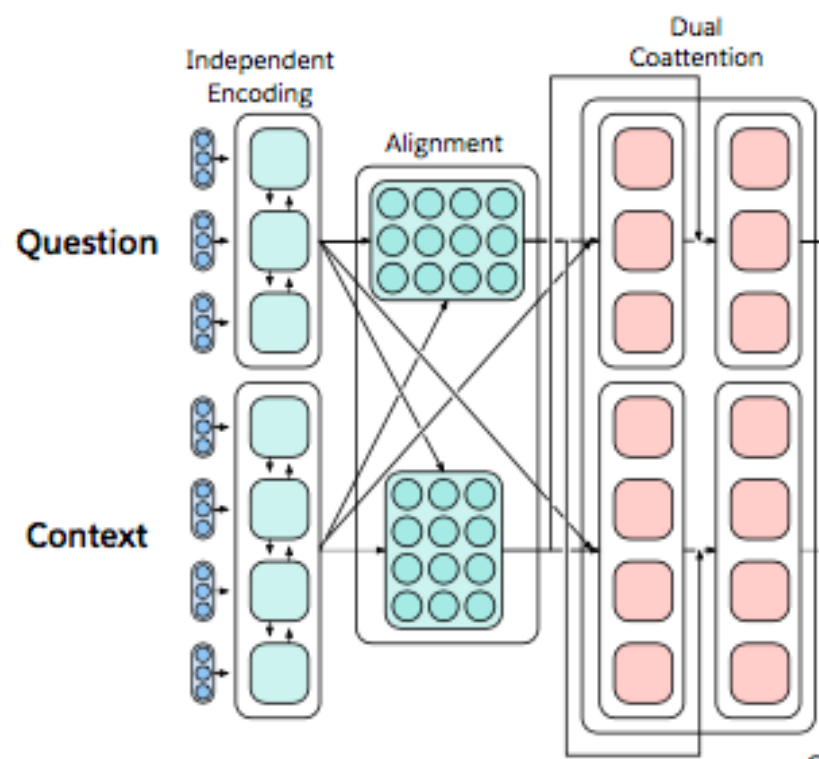 Independent
Encoding
Alignment
Dual
Coattention
Question
Context